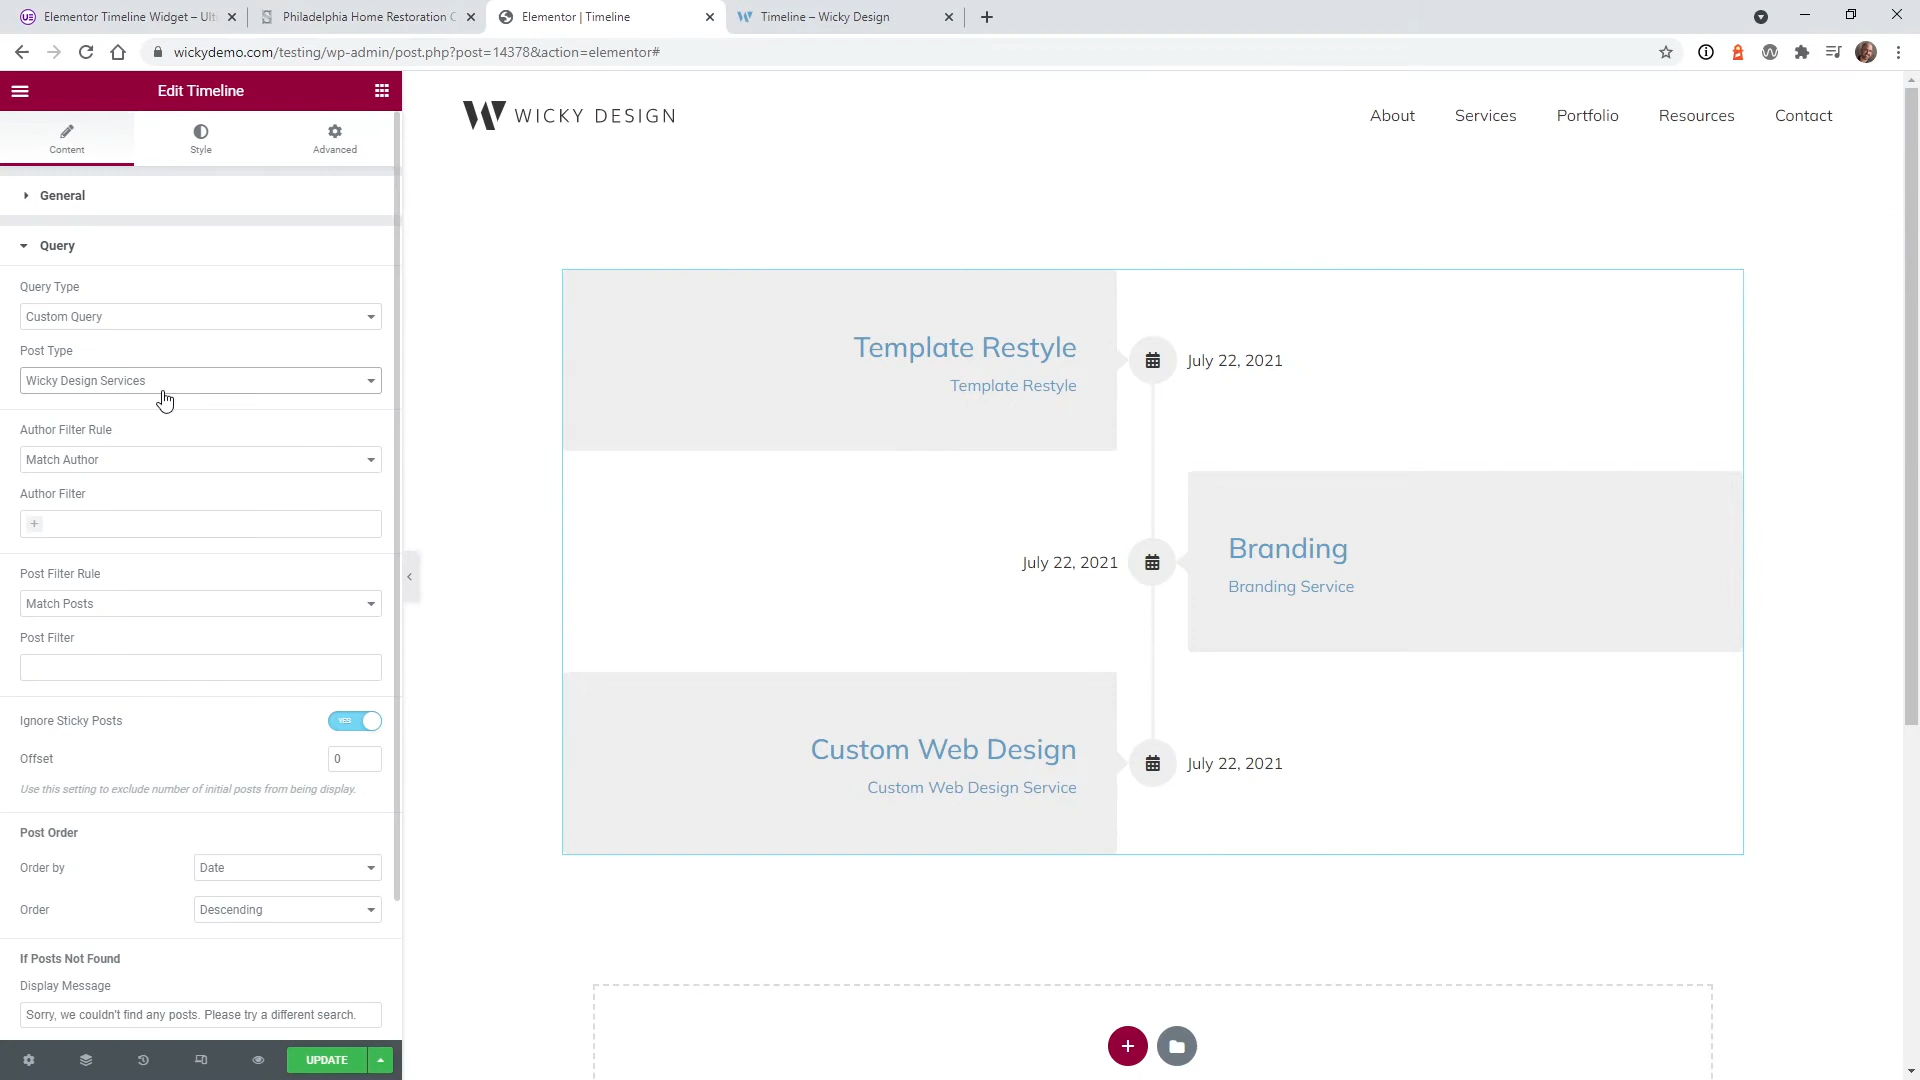 Elementor Timeline Widget – Ult
Philadelphia Home Restoration C
Elementor | Timeline
Timeline – Wicky Design
wickydemo.com/testing/wp-admin/post.php?post=14378&action=elementor#
Edit Timeline
Content
Style
Advanced
General
Query
Query Type
Custom Query
Post Type
Wicky Design Services
Author Filter Rule
Match Author
Author Filter
Post Filter Rule
Match Posts
Post Filter
Ignore Sticky Posts
YES
Offset
0
Use this setting to exclude number of initial posts from being display.
Post Order
Order by
Date
Order
Descending
If Posts Not Found
Display Message
Sorry, we couldn't find any posts. Please try a different search.
UPDATE
WICKY DESIGN
About
Services
Portfolio
Resources
Contact
Template Restyle
Template Restyle
July 22, 2021
July 22, 2021
Branding
Branding Service
Custom Web Design
Custom Web Design Service
July 22, 2021